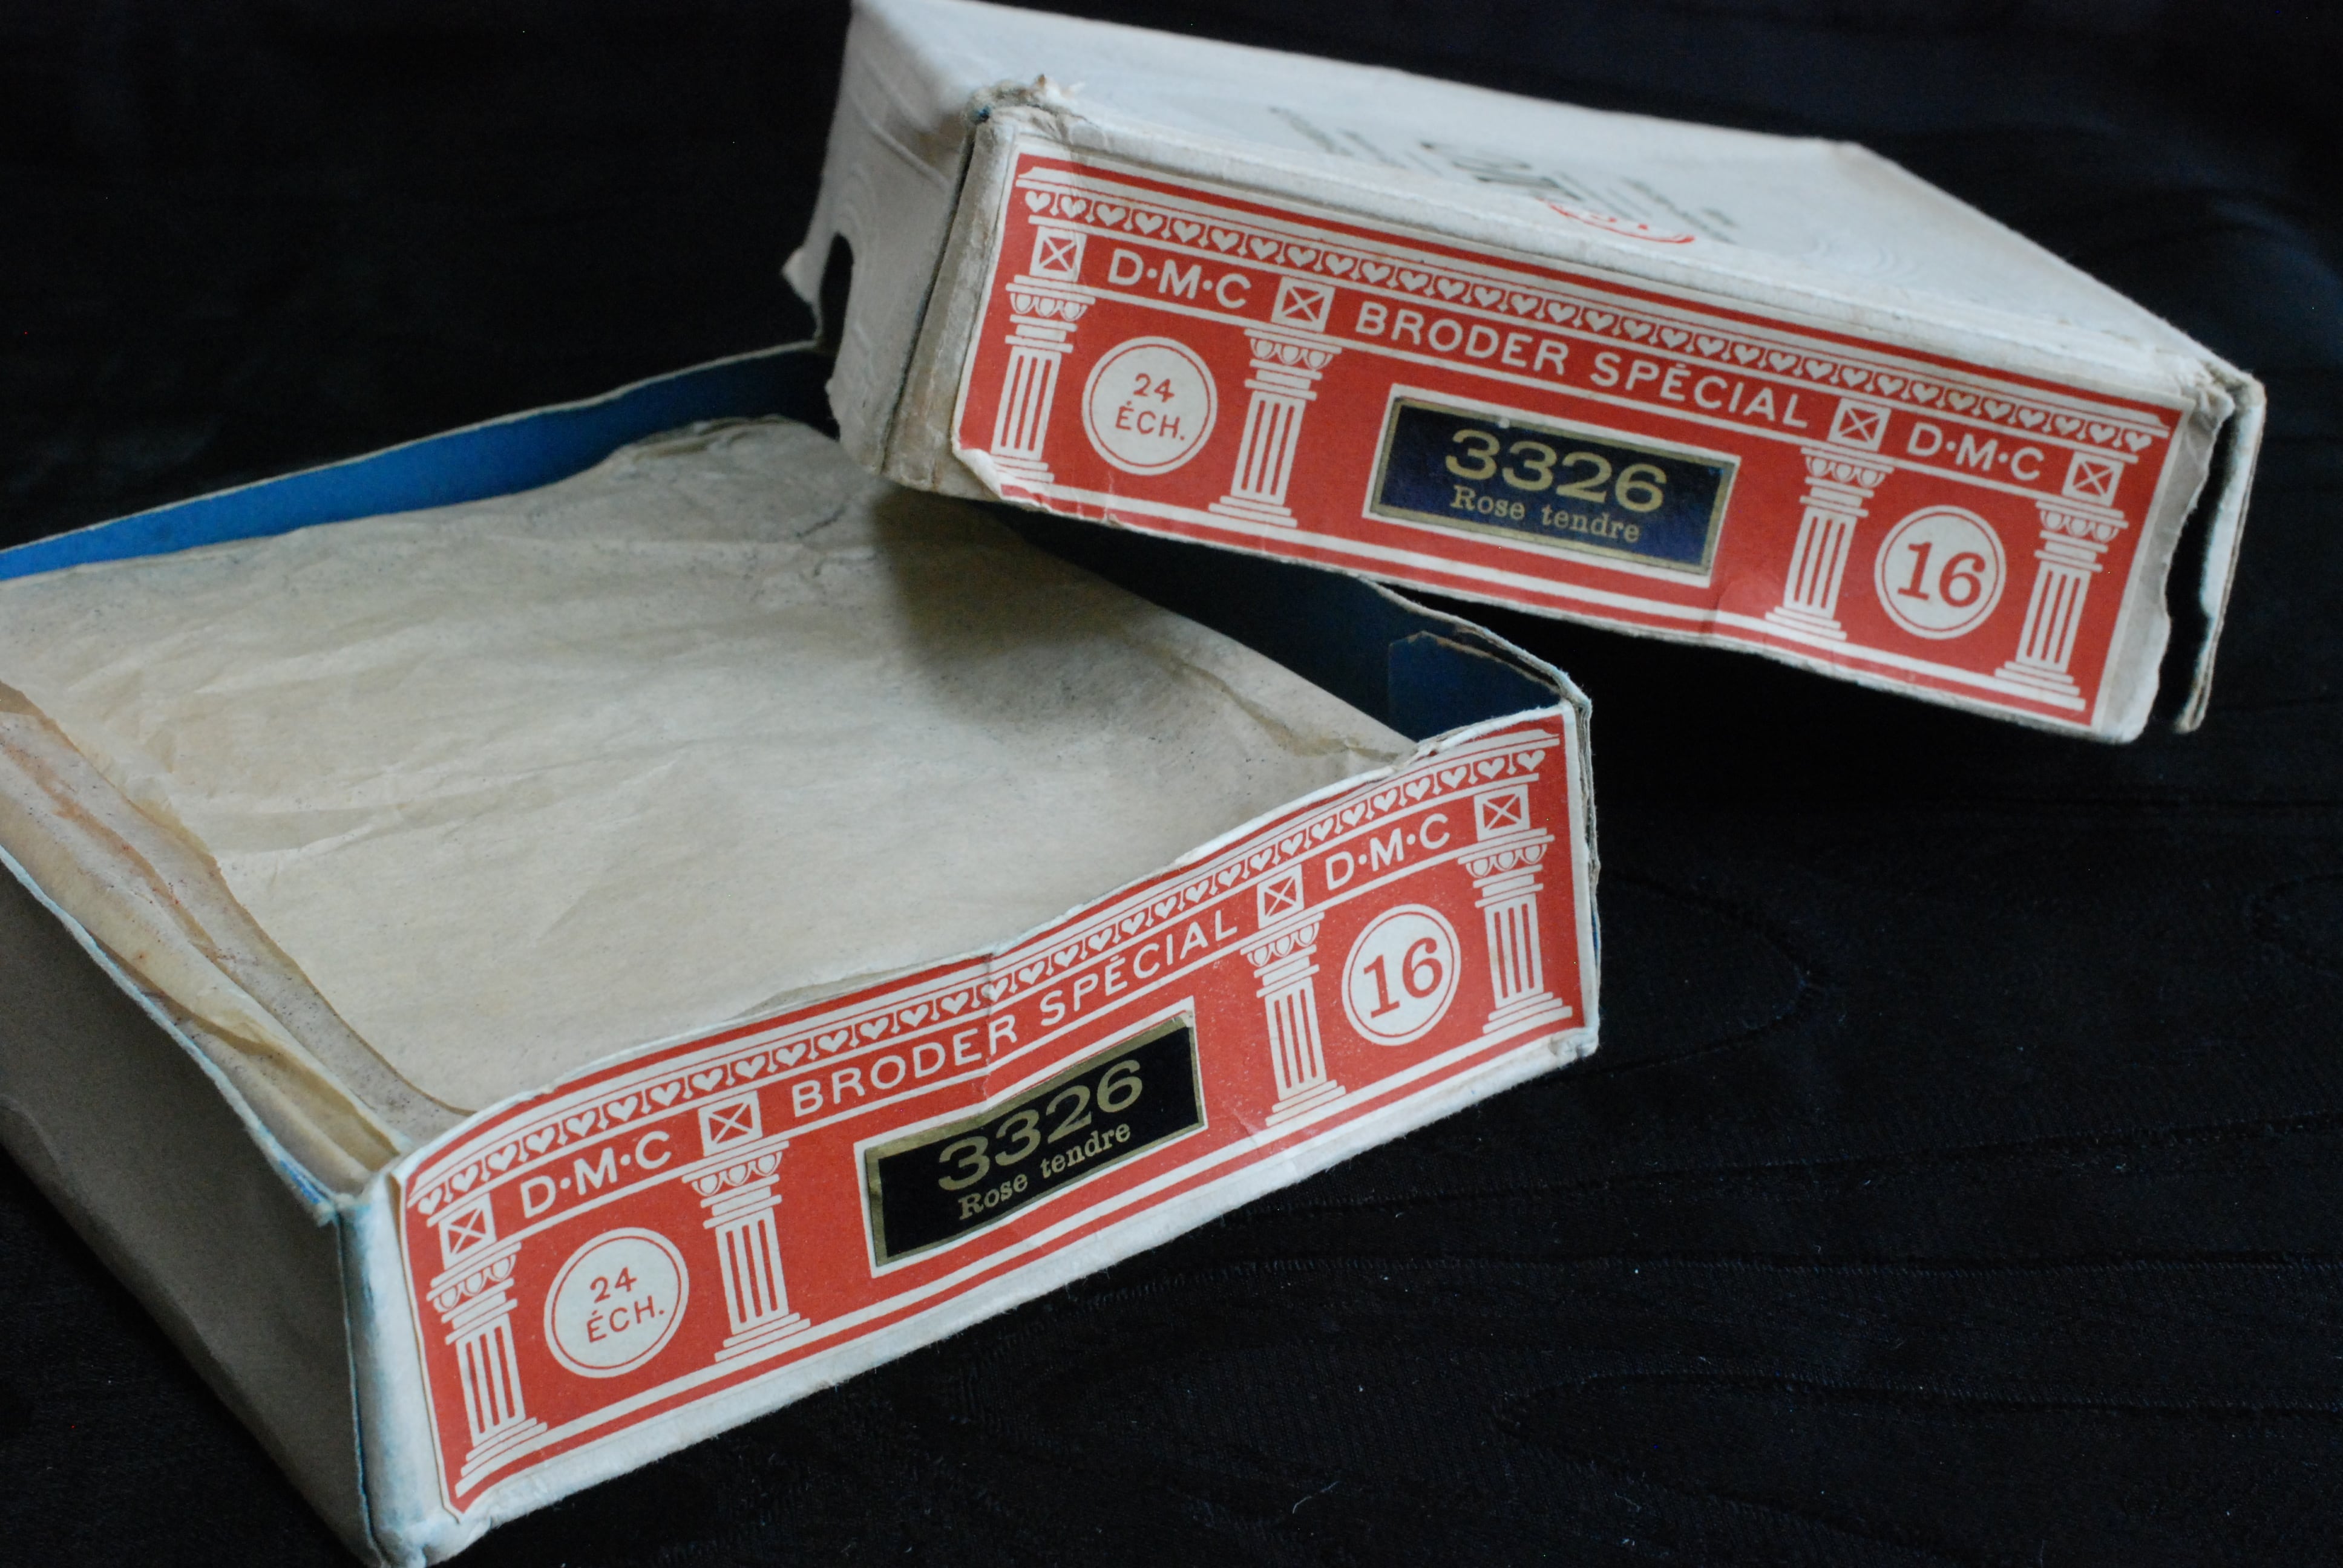 D·M·C BRODER SPÉCIAL D·M·C
24
ÉCH.
3326
Rose tendre
16
D·M·C BRODER SPÉCIAL D·M·C
24
ÉCH.
3326
Rose tendre
16